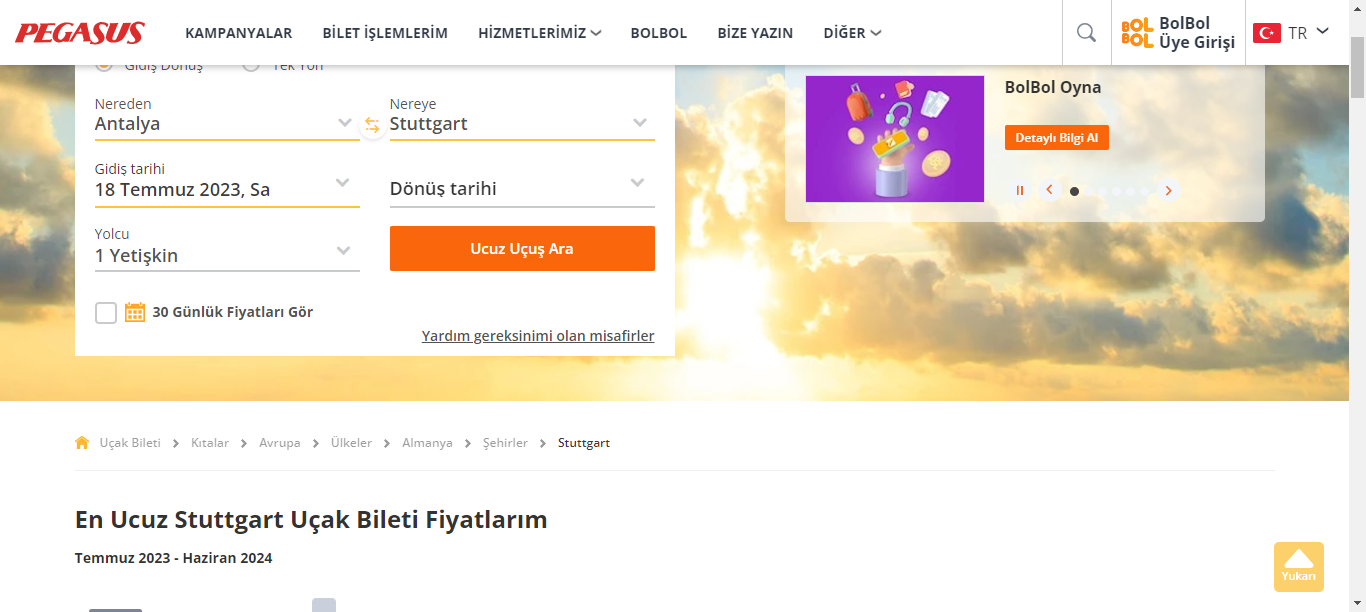 PEGASUS
KAMPANYALAR
BİLET İŞLEMLERİM
HİZMETLERİMİZ
BOLBOL
BİZE YAZIN
DİĞER
BOL
BOL
BolBol
Üye Girişi
TR
Gidiş Dönüş
Tek Yön
Nereden
Antalya
Nereye
Stuttgart
Gidiş tarihi
18 Temmuz 2023, Sa
Dönüş tarihi
Yolcu
1 Yetişkin
Ucuz Uçuş Ara
30 Günlük Fiyatları Gör
Yardım gereksinimi olan misafirler
BolBol Oyna
Detaylı Bilgi Al
Uçak Bileti
Kıtalar
Avrupa
Ülkeler
Almanya
Şehirler
Stuttgart
En Ucuz Stuttgart Uçak Bileti Fiyatlarım
Temmuz 2023 - Haziran 2024
Yukarı